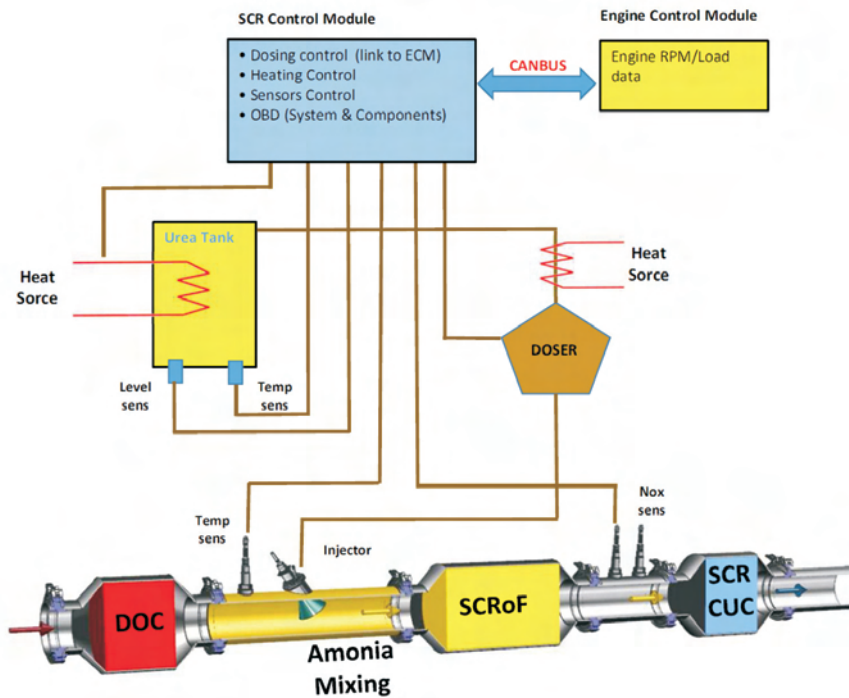 SCR Control Module
Engine Control Module
• Dosing control (link to ECM)
• Heating Control
• Sensors Control
• OBD (System & Components)
CANBUS
Engine RPM/Load
data
Urea Tank
Heat
Sorce
Heat
Sorce
DOSER
Level
sens
Temp
sens
Temp
sens
Injector
Nox
sens
DOC
SCRoF
SCR
CUC
Amonia
Mixing